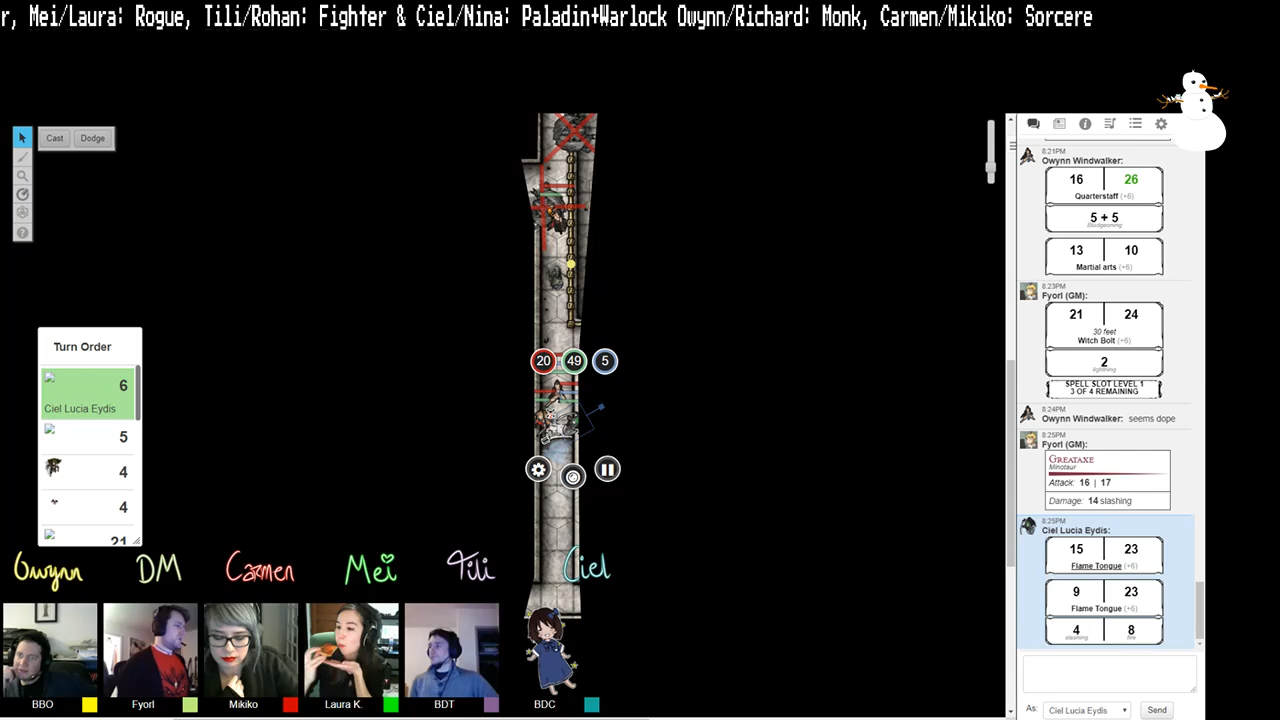 r, Mei/Laura: Rogue, Tili/Rohan: Fighter & Ciel/Nina: Paladin+Warlock Owynn/Richard: Monk, Carmen/Mikiko: Sorcere
Cast Dodge
Turn Order
6
Ciel Lucia Eydis
5
4
4
21
20 49 5
8:21PM
Owynn Windwalker:
16 26
Quarterstaff (+6)
5 + 5
Bludgeoning
13 10
Martial arts (+6)
8:23PM
Fyorl (GM):
21 24
30 feet
Witch Bolt (+6)
2
lightning
SPELL SLOT LEVEL 1
3 OF 4 REMAINING
8:24PM
Owynn Windwalker: seems dope
8:25PM
Fyorl (GM):
GREATAXE
Minotaur
Attack: 16 | 17
Damage: 14 slashing
8:25PM
Ciel Lucia Eydis:
15 23
Flame Tongue (+6)
9 23
Flame Tongue (+6)
4 8
slashing fire
As: Ciel Lucia Eydis Send
Owynn DM Carmen Mei Tili Ciel
BBO Fyorl Mikiko Laura K. BDT BDC